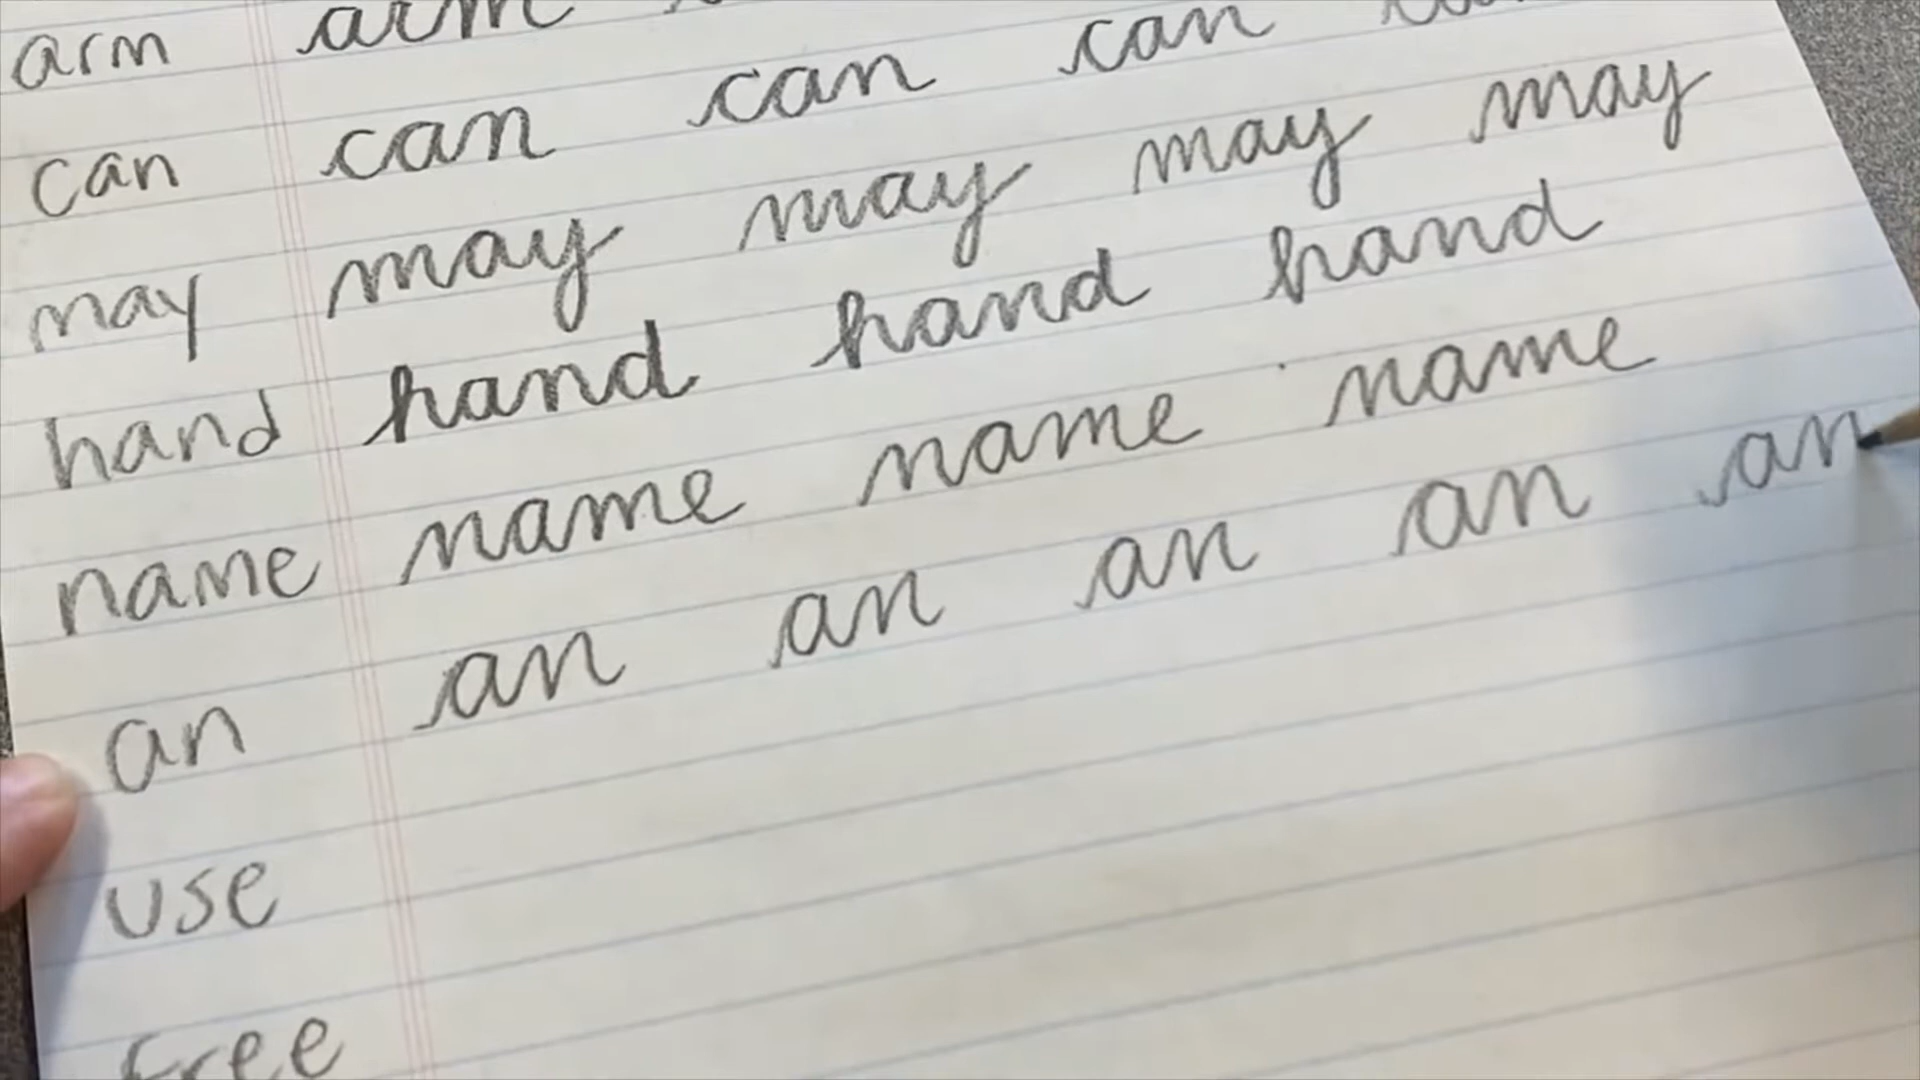 arm arm
can can can can
may may may may may
hand hand hand hand
name name name name
an an an an an an
use
free